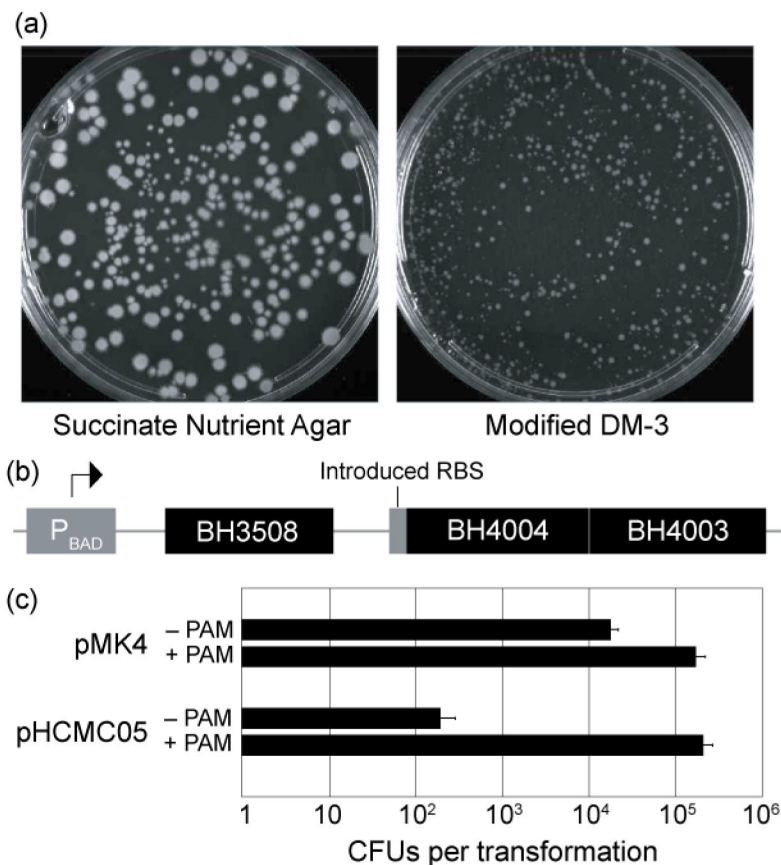 (a)
Succinate Nutrient Agar
Modified DM-3
(b)
Introduced RBS
PBAD
BH3508
BH4004
BH4003
(c)
pMK4
– PAM
+ PAM
pHCMC05
– PAM
+ PAM
1 10 10² 10³ 10⁴ 10⁵ 10⁶
CFUs per transformation